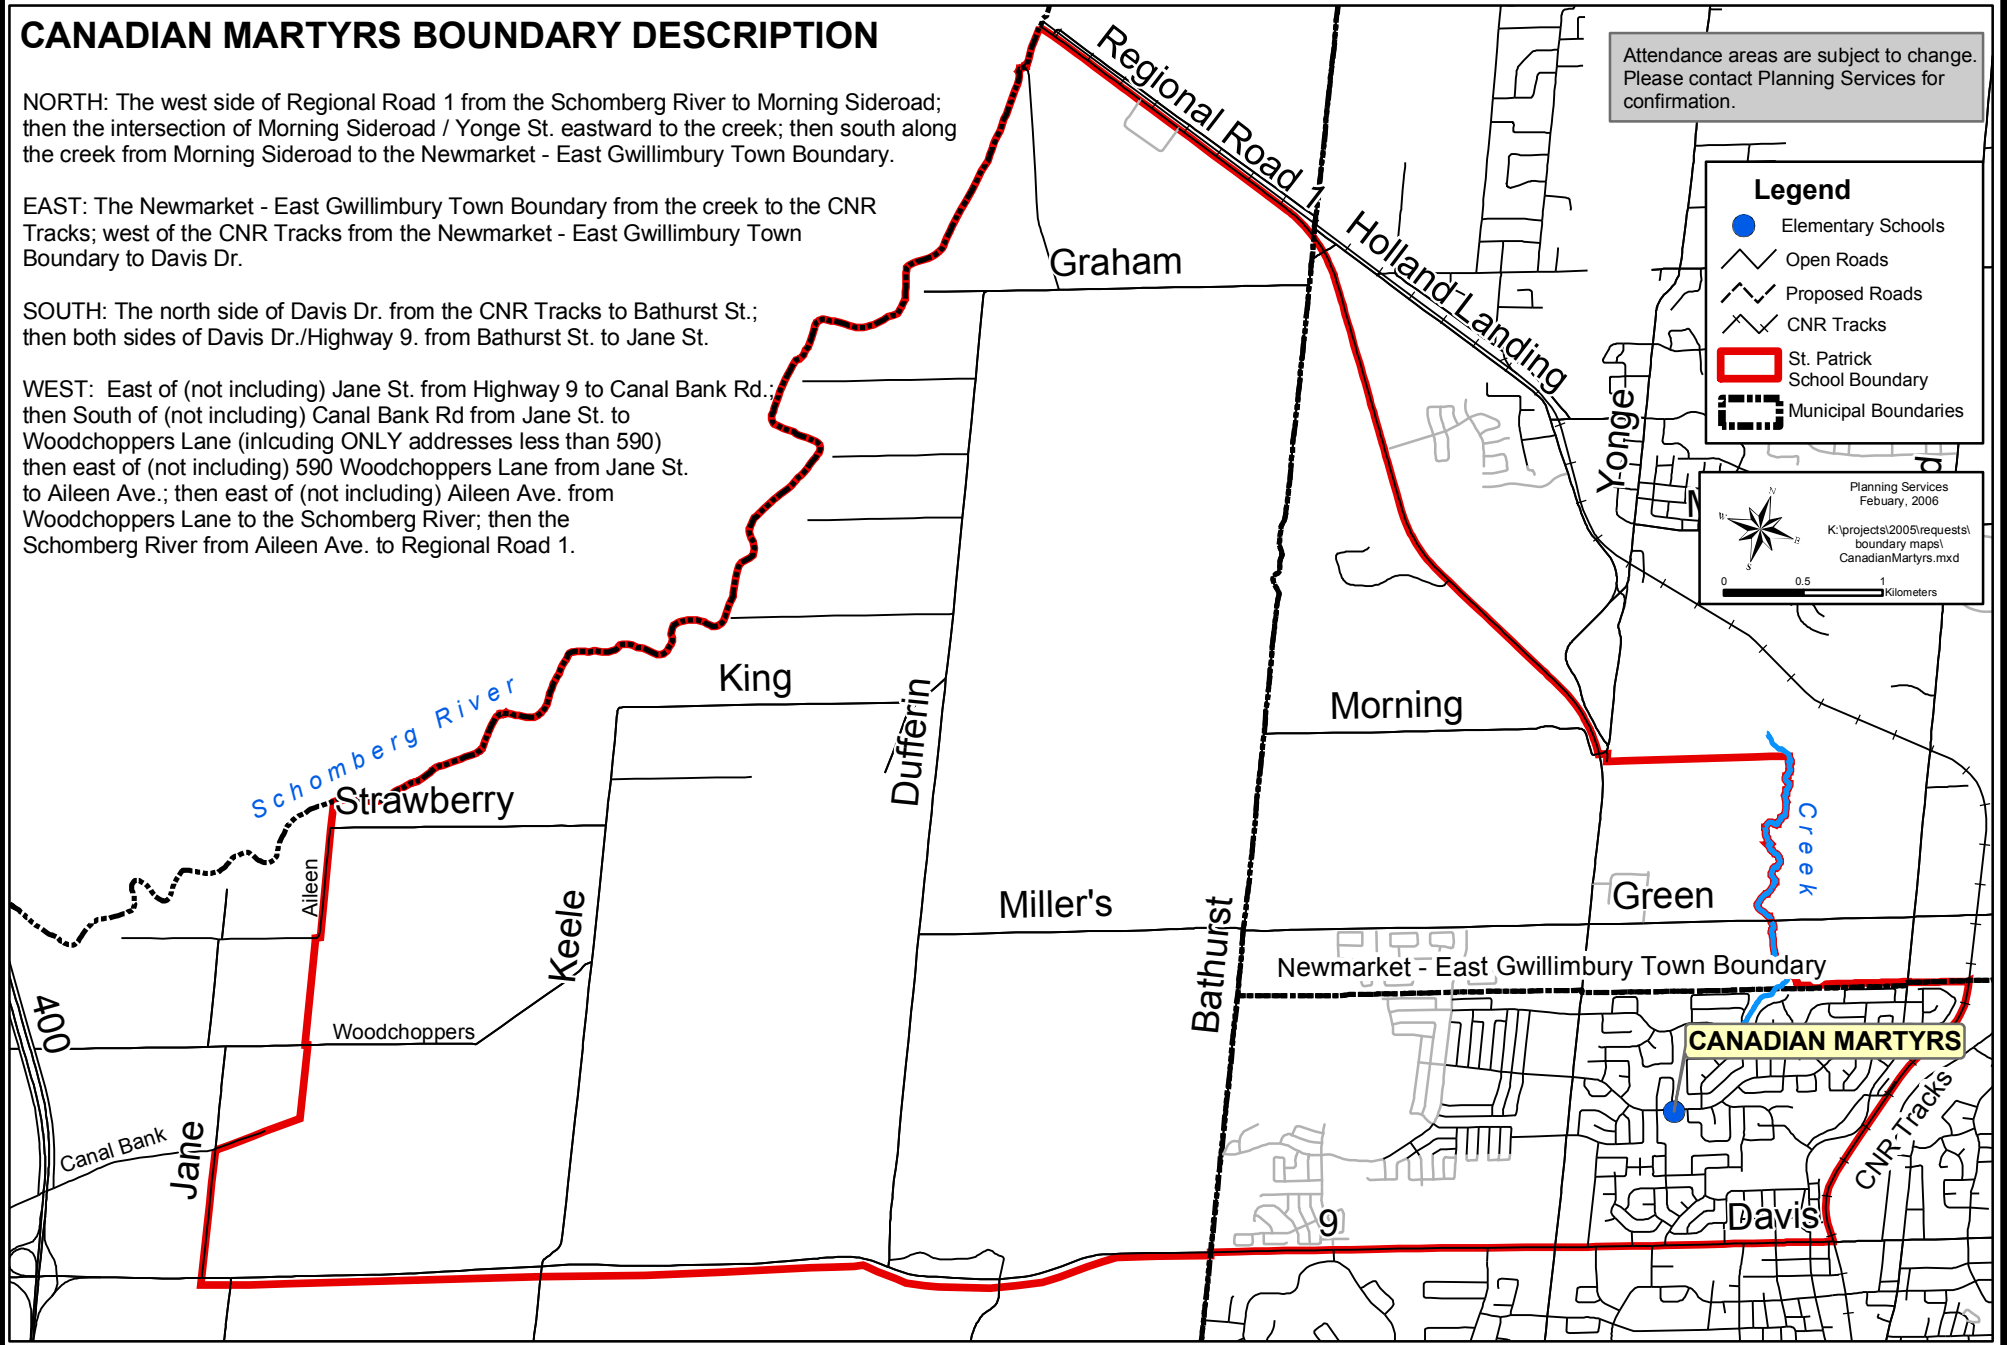 CANADIAN MARTYRS BOUNDARY DESCRIPTION
NORTH: The west side of Regional Road 1 from the Schomberg River to Morning Sideroad;
then the intersection of Morning Sideroad / Yonge St. eastward to the creek; then south along
the creek from Morning Sideroad to the Newmarket - East Gwillimbury Town Boundary.
EAST: The Newmarket - East Gwillimbury Town Boundary from the creek to the CNR
Tracks; west of the CNR Tracks from the Newmarket - East Gwillimbury Town
Boundary to Davis Dr.
SOUTH: The north side of Davis Dr. from the CNR Tracks to Bathurst St.;
then both sides of Davis Dr./Highway 9. from Bathurst St. to Jane St.
WEST: East of (not including) Jane St. from Highway 9 to Canal Bank Rd.;
then South of (not including) Canal Bank Rd from Jane St. to
Woodchoppers Lane (inlcuding ONLY addresses less than 590)
then east of (not including) 590 Woodchoppers Lane from Jane St.
to Aileen Ave.; then east of (not including) Aileen Ave. from
Woodchoppers Lane to the Schomberg River; then the
Schomberg River from Aileen Ave. to Regional Road 1.
Attendance areas are subject to change.
Please contact Planning Services for
confirmation.
Legend
Elementary Schools
Open Roads
Proposed Roads
CNR Tracks
St. Patrick
School Boundary
Municipal Boundaries
Planning Services
Febuary, 2006
K:\projects\2005\requests\
boundary maps\
CanadianMartyrs.mxd
N
W
E
S
0 0.5 1
Kilometers
Regional Road 1
Holland Landing
Graham
Yonge
King
Dufferin
Morning
Schomberg River
Strawberry
Aileen
Keele
Creek
Miller's
Green
Bathurst
Newmarket - East Gwillimbury Town Boundary
400
Woodchoppers
CANADIAN MARTYRS
Canal Bank
Jane
CNR Tracks
9
Davis